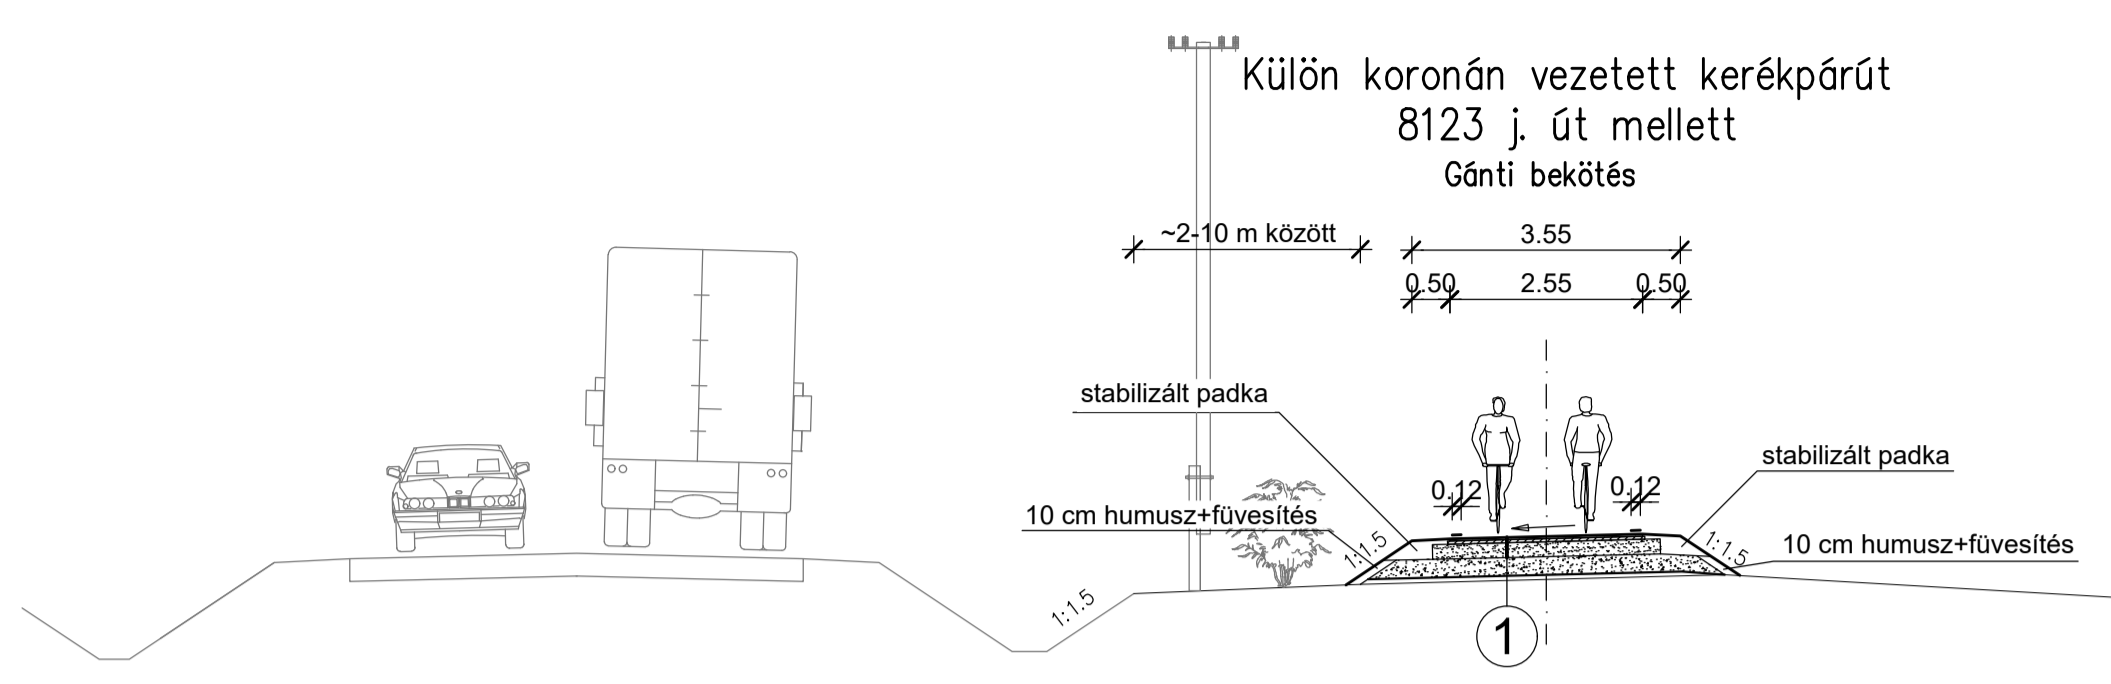 Külön koronán vezetett kerékpárút
8123 j. út mellett
Gánti bekötés
~2-10 m között
3.55
0.50
2.55
0.50
stabilizált padka
stabilizált padka
0.12
0.12
10 cm humusz+füvesítés
1:1.5
1:1.5
10 cm humusz+füvesítés
1:1.5
1